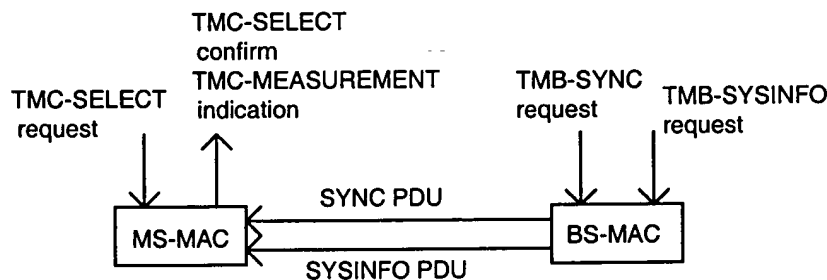 TMC-SELECT
confirm
TMC-MEASUREMENT
indication
TMC-SELECT
request
TMB-SYNC
request
TMB-SYSINFO
request
SYNC PDU
MS-MAC
BS-MAC
SYSINFO PDU